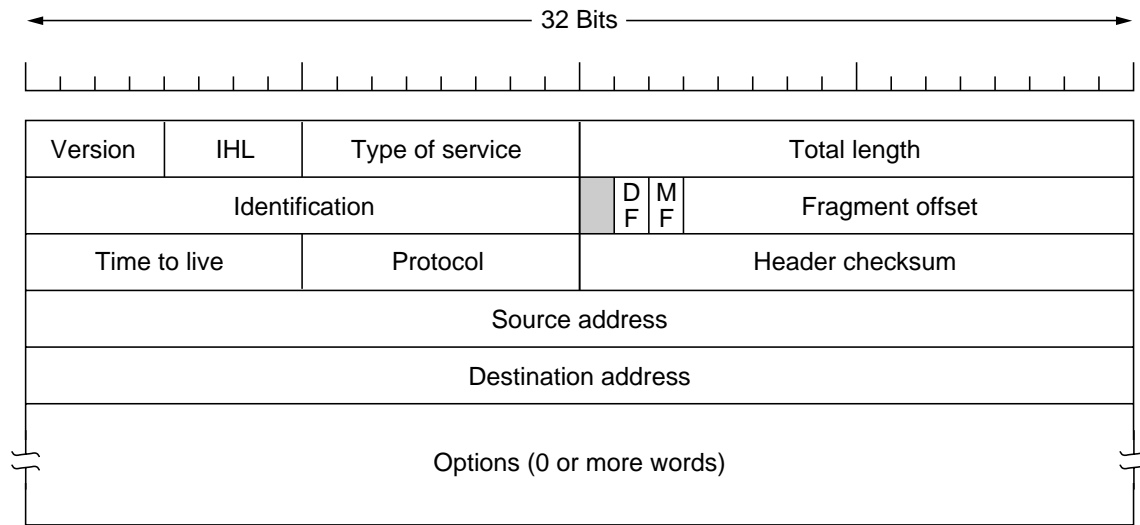 32 Bits
Version IHL Type of service Total length
Identification D F M F Fragment offset
Time to live Protocol Header checksum
Source address
Destination address
Options (0 or more words)